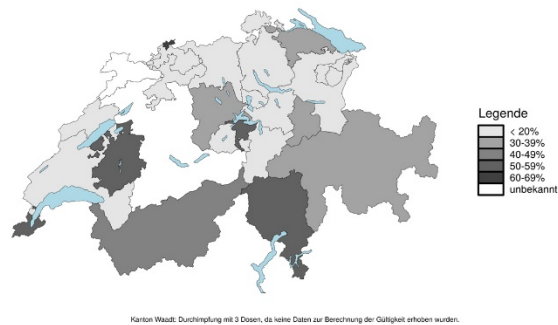 Legende
< 20%
30-39%
40-49%
50-59%
60-69%
unbekannt
Kanton Waadt: Durchimpfung mit 3 Dosen, da keine Daten zur Berechnung der Gültigkeit erhoben wurden.